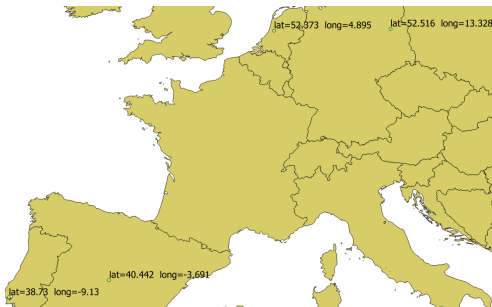 lat=52.373 long=4.895
lat=52.516 long=13.328
lat=40.442 long=-3.691
lat=38.73 long=-9.13